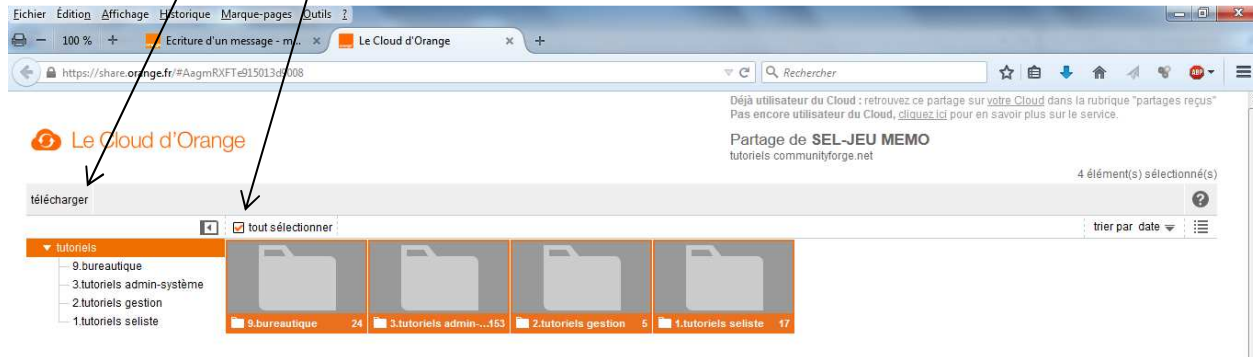 Fichier Édition Affichage Historique Marque-pages Outils ?
100 % Ecriture d'un message - m... × Le Cloud d'Orange × +
https://share.orange.fr/#AagmRXFTe915013d9008 Rechercher ABP
Déjà utilisateur du Cloud : retrouvez ce partage sur votre Cloud dans la rubrique "partages reçus"
Pas encore utilisateur du Cloud, cliquez ici pour en savoir plus sur le service.
Le Cloud d'Orange
Partage de SEL-JEU MEMO
tutoriels communityforge.net
4 élément(s) sélectionné(s)
télécharger ?
tout sélectionner trier par date
tutoriels
9.bureautique
3.tutoriels admin-système
2.tutoriels gestion
1.tutoriels seliste
9.bureautique 24 3.tutoriels admin-...153 2.tutoriels gestion 5 1.tutoriels seliste 17